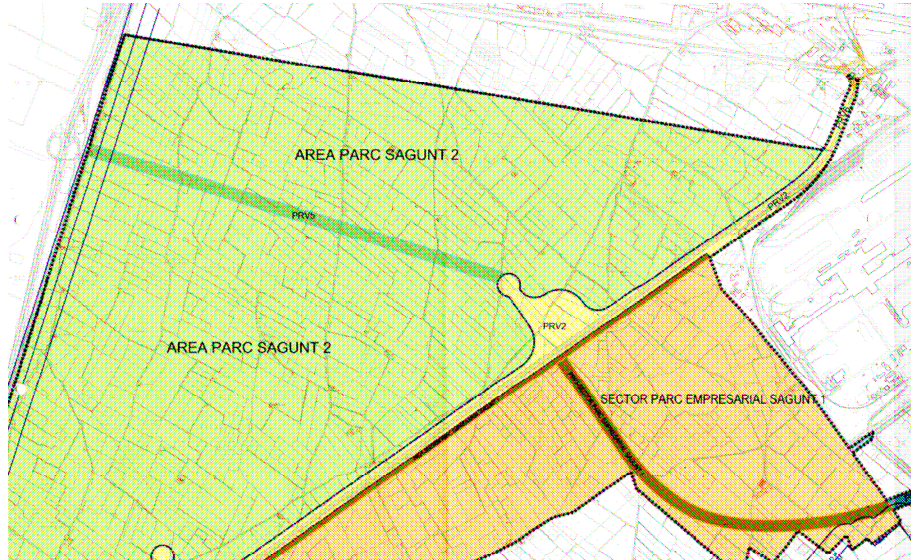 AREA PARC SAGUNT 2
PRV2
PRV5
PRV2
AREA PARC SAGUNT 2
SECTOR PARC EMPRESARIAL SAGUNT 1